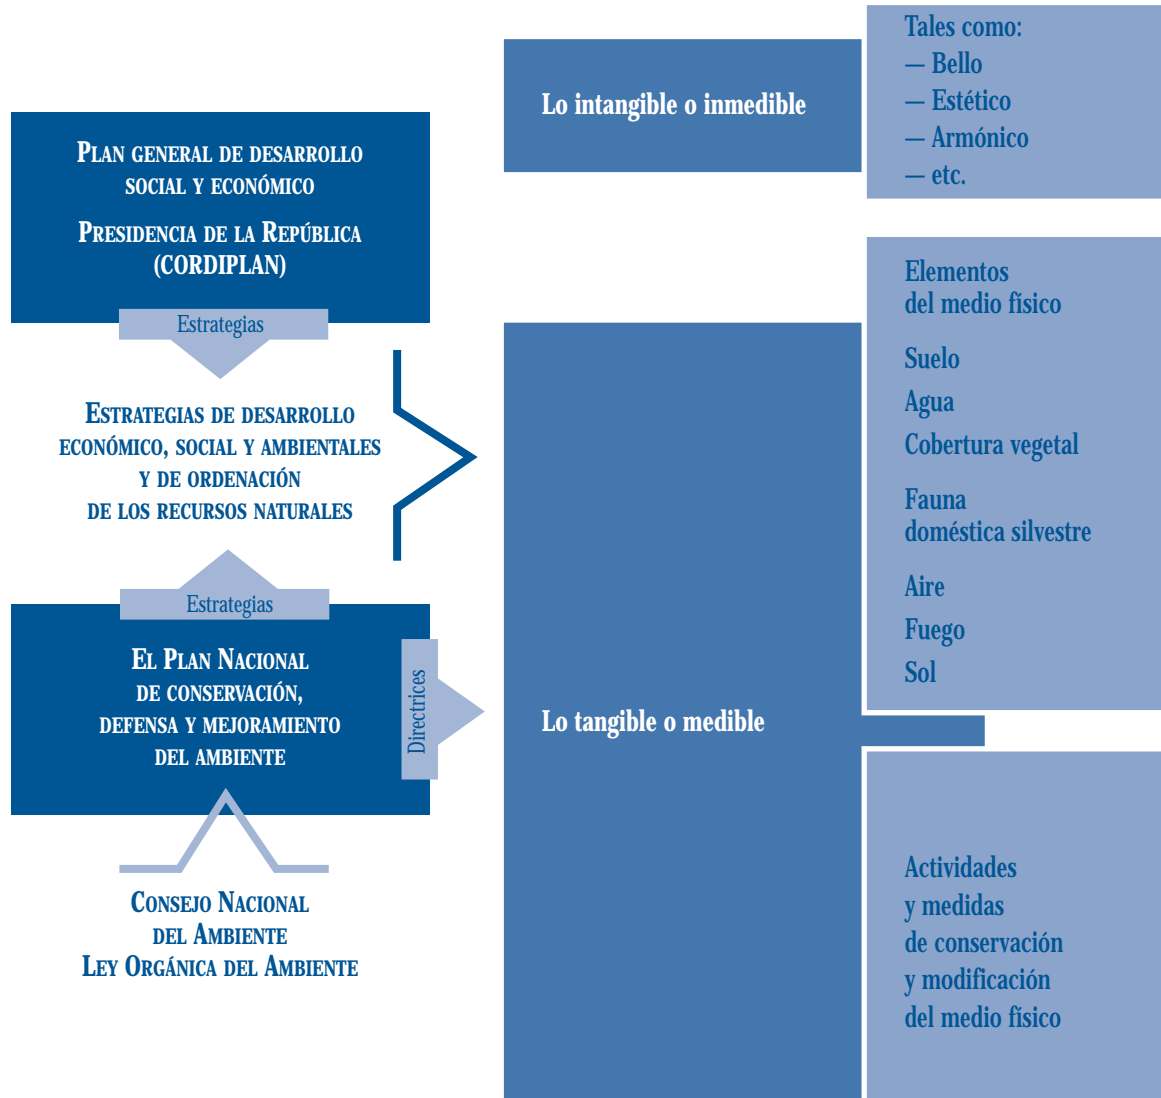 Plan general de desarrollo
social y económico
Presidencia de la República
(CORDIPLAN)
Estrategias
Estrategias de desarrollo
económico, social y ambientales
y de ordenación
de los recursos naturales
Estrategias
El Plan Nacional
de conservación,
defensa y mejoramiento
del ambiente
Directrices
Consejo Nacional
del Ambiente
Ley Orgánica del Ambiente
Lo intangible o inmedible
Tales como:
— Bello
— Estético
— Armónico
— etc.
Lo tangible o medible
Elementos
del medio físico
Suelo
Agua
Cobertura vegetal
Fauna
doméstica silvestre
Aire
Fuego
Sol
Actividades
y medidas
de conservación
y modificación
del medio físico